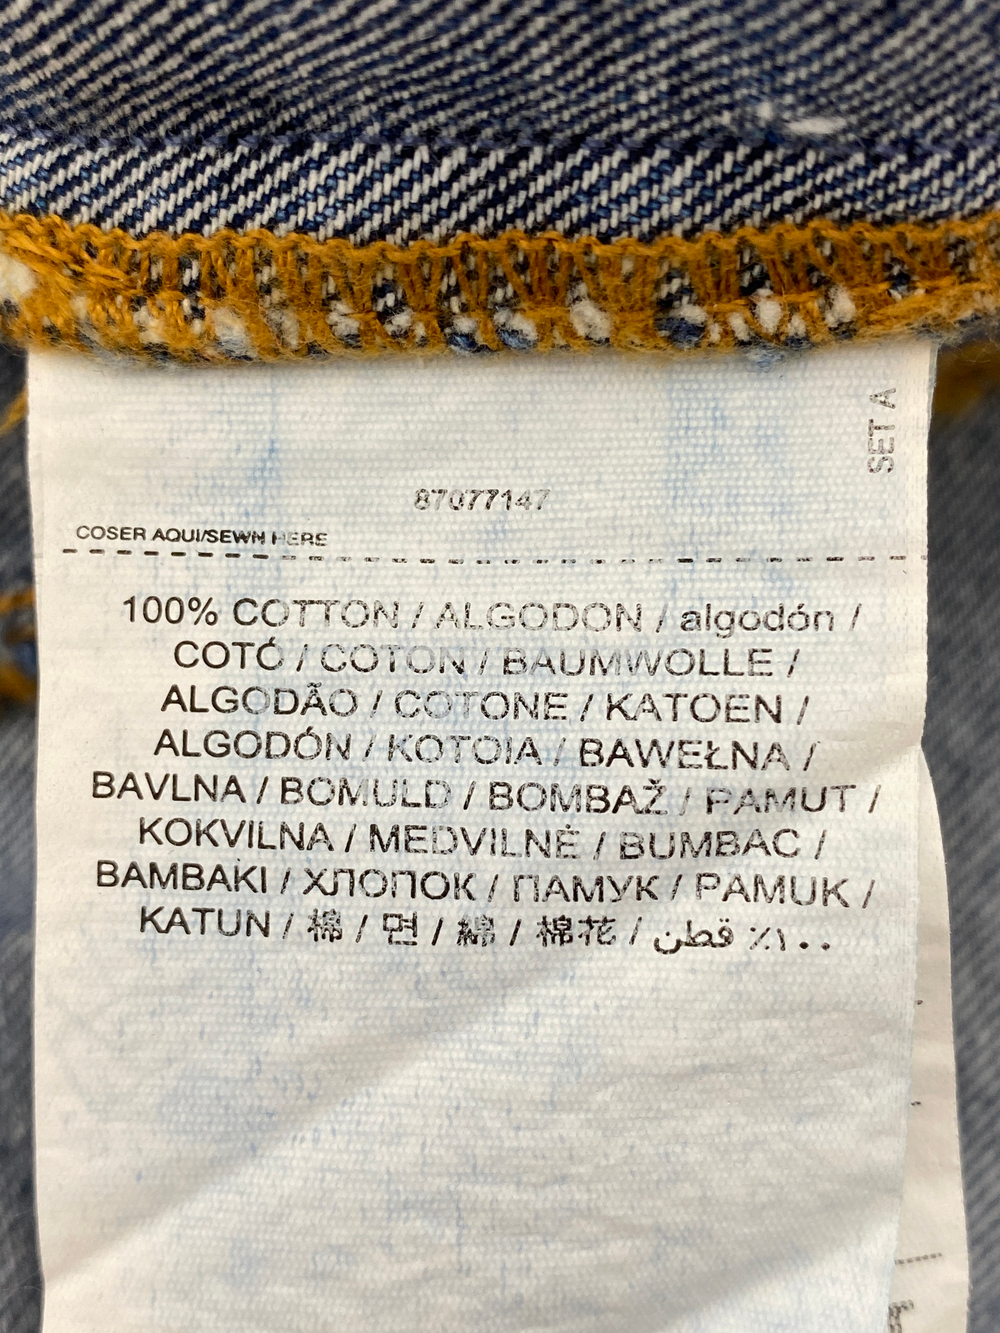 SET A
87077147
COSER AQUI/SEWN HERE
100% COTTON / ALGODON / algodón /
COTÓ / COTON / BAUMWOLLE /
ALGODÃO / COTONE / KATOEN /
ALGODÓN / KOTOIA / BAWEŁNA /
BAVLNA / BOMULD / BOMBAŽ / PAMUT /
KOKVILNA / MEDVILNĖ / BUMBAC /
BAMBAKI / ХЛОПОК / ПАМУК / PAMUK /
KATUN / 棉 / 면 / 綿 / 棉花 / ١٠٠٪ قطن